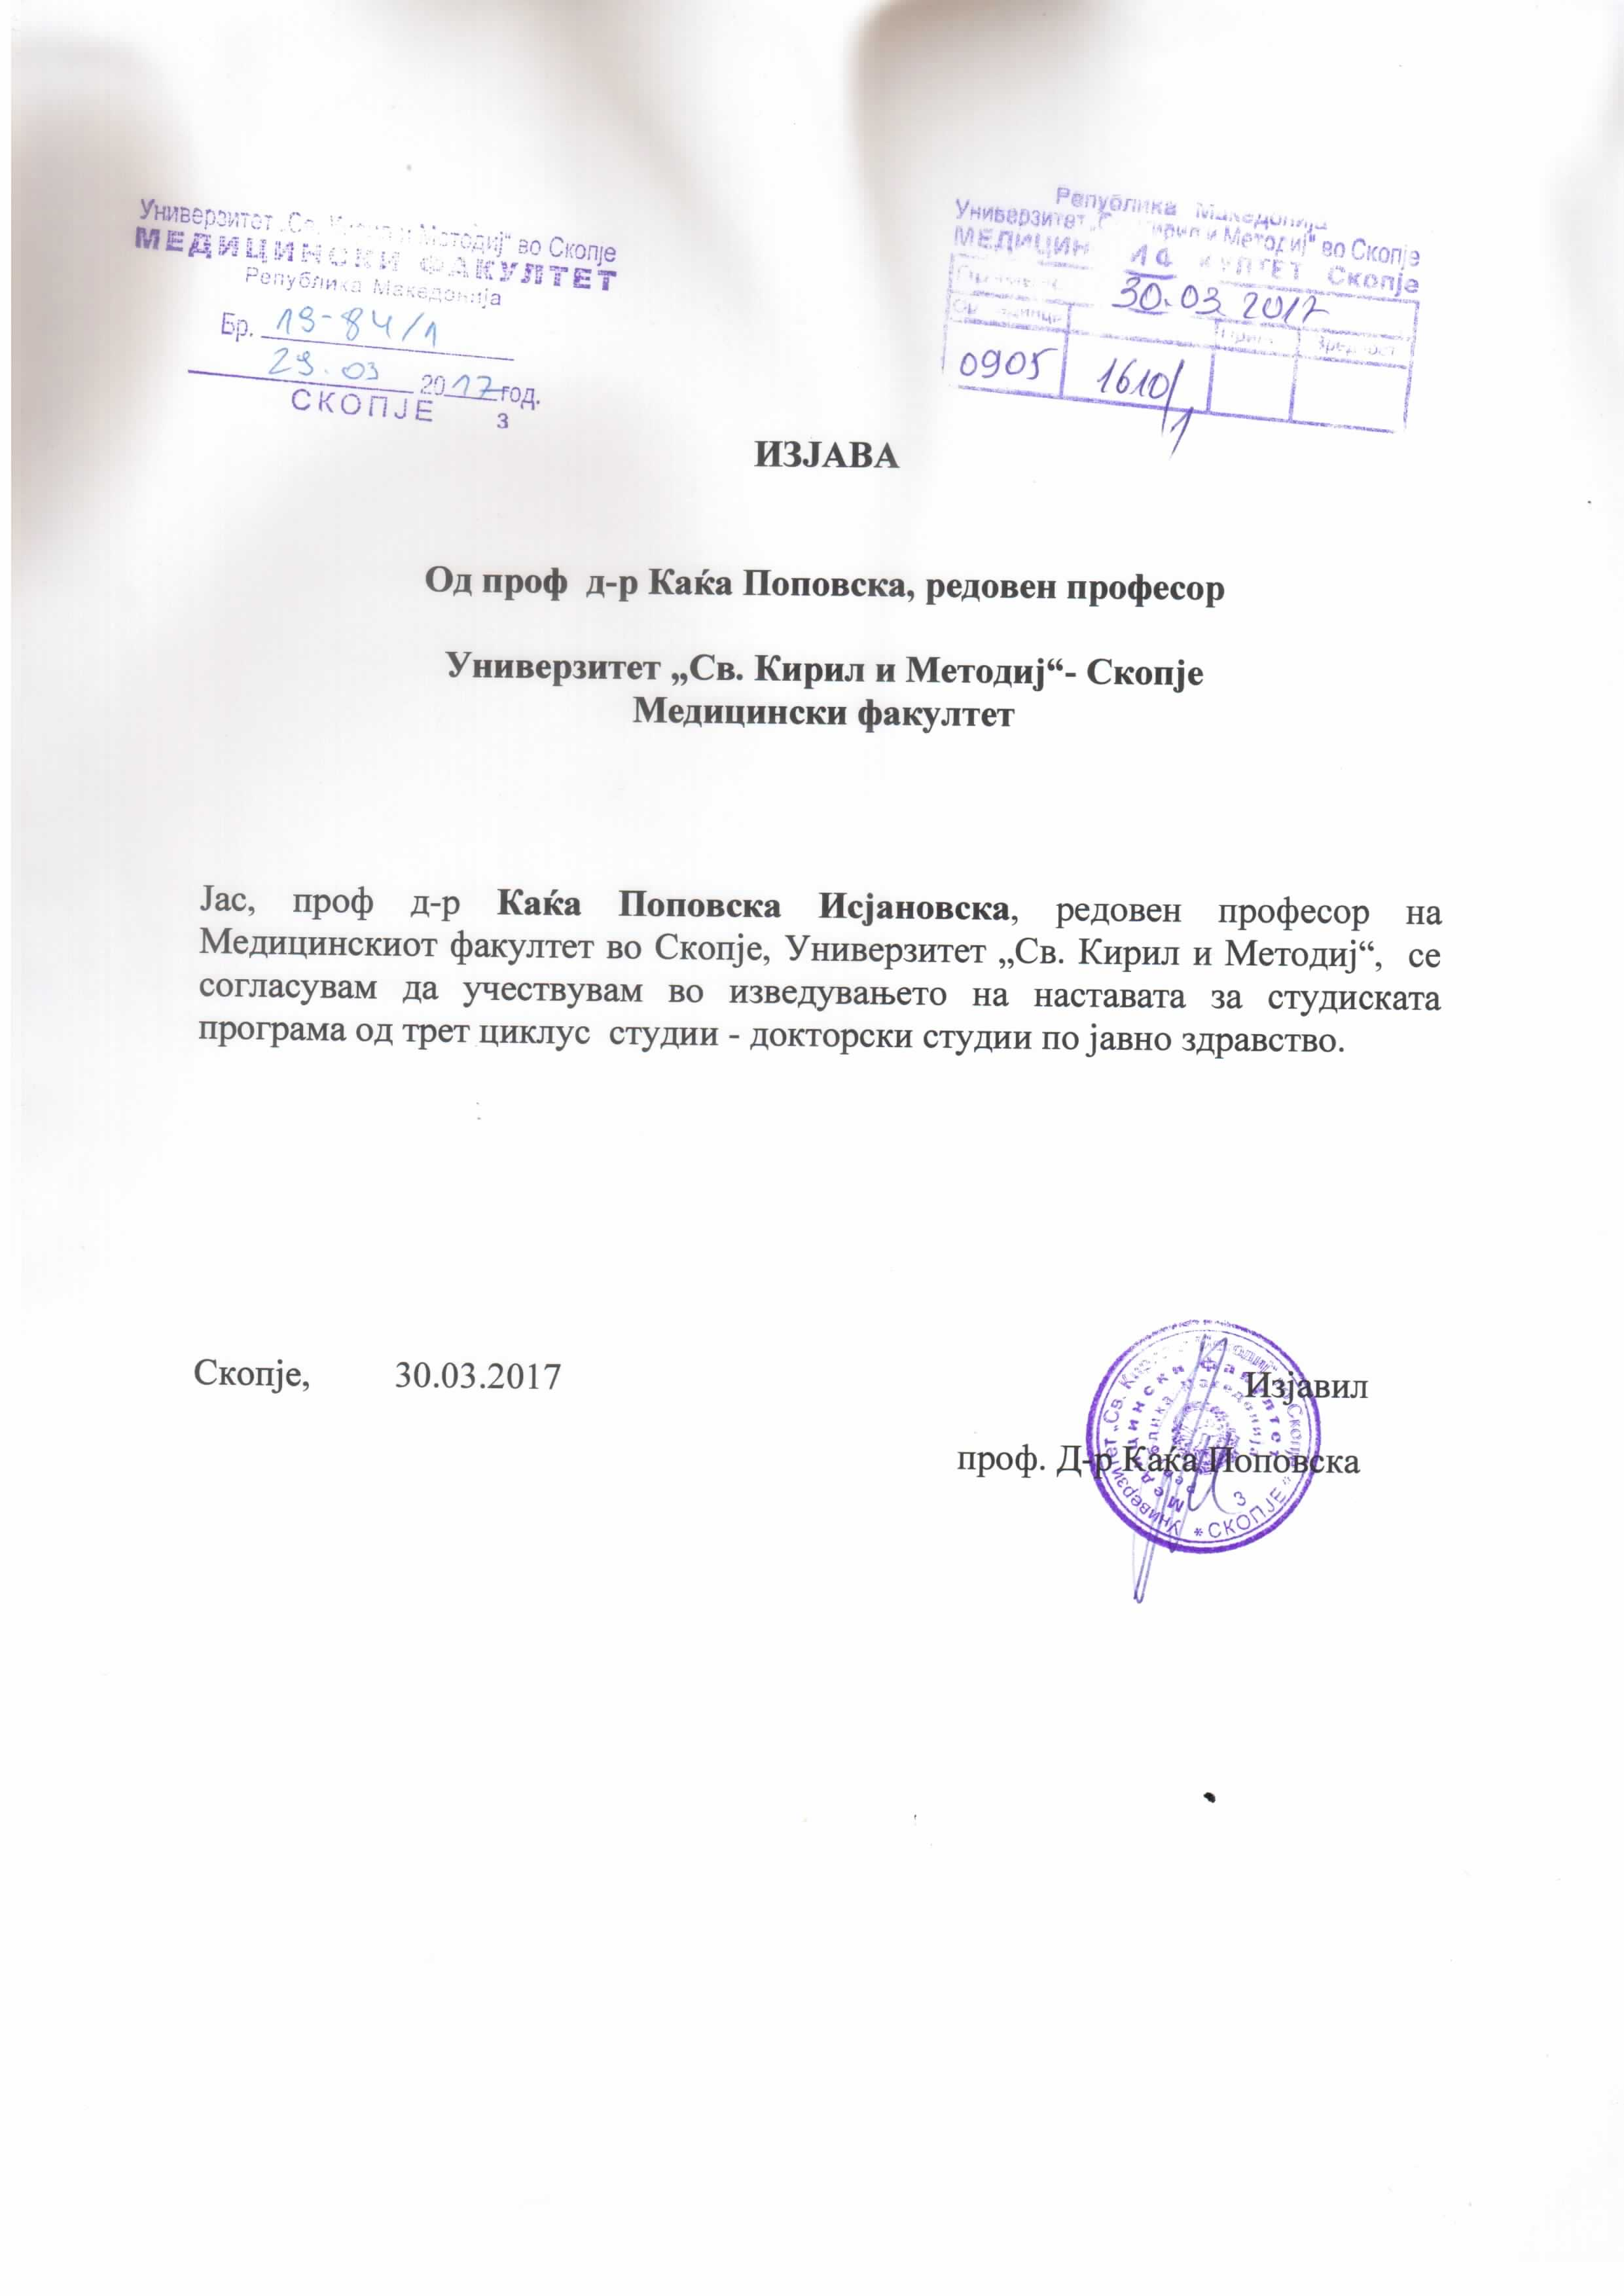 Универзитет „Св. Кирил и Методиј“ во Скопје
МЕДИЦИНСКИ ФАКУЛТЕТ
Република Македонија
Бр. 19-84/1
29.03 2017 год.
СКОПЈЕ 3
Република Македонија
Универзитет „С Кирил и Методиј“ во Скопје
МЕДИЦИН КУЛТЕТ Скопје
30.03 2017
0905 1610/1
ИЗЈАВА
Од проф д-р Каќа Поповска, редовен професор
Универзитет „Св. Кирил и Методиј“- Скопје
Медицински факултет
Јас, проф д-р Каќа Поповска Исјановска, редовен професор на
Медицинскиот факултет во Скопје, Универзитет „Св. Кирил и Методиј“, се
согласувам да учествувам во изведувањето на наставата за студиската
програма од трет циклус студии - докторски студии по јавно здравство.
Скопје, 30.03.2017
Изјавил
проф. Д-р Каќа Поповска
Медицински факултет
* СКОПЈЕ *
3